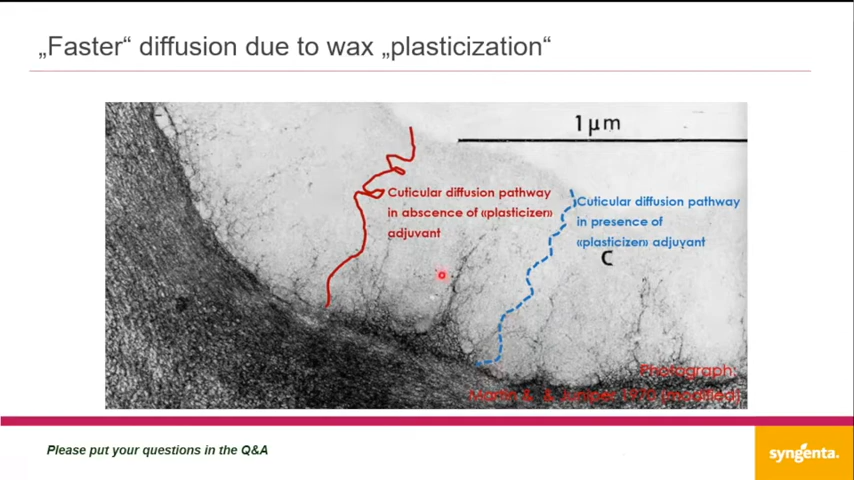 „Faster“ diffusion due to wax „plasticization“
1 µm
Cuticular diffusion pathway
in abscence of «plasticizer»
adjuvant
Cuticular diffusion pathway
in presence of
«plasticizer» adjuvant
C
Photograph:
Martin & Juniper 1970 (modified)
Please put your questions in the Q&A
syngenta.